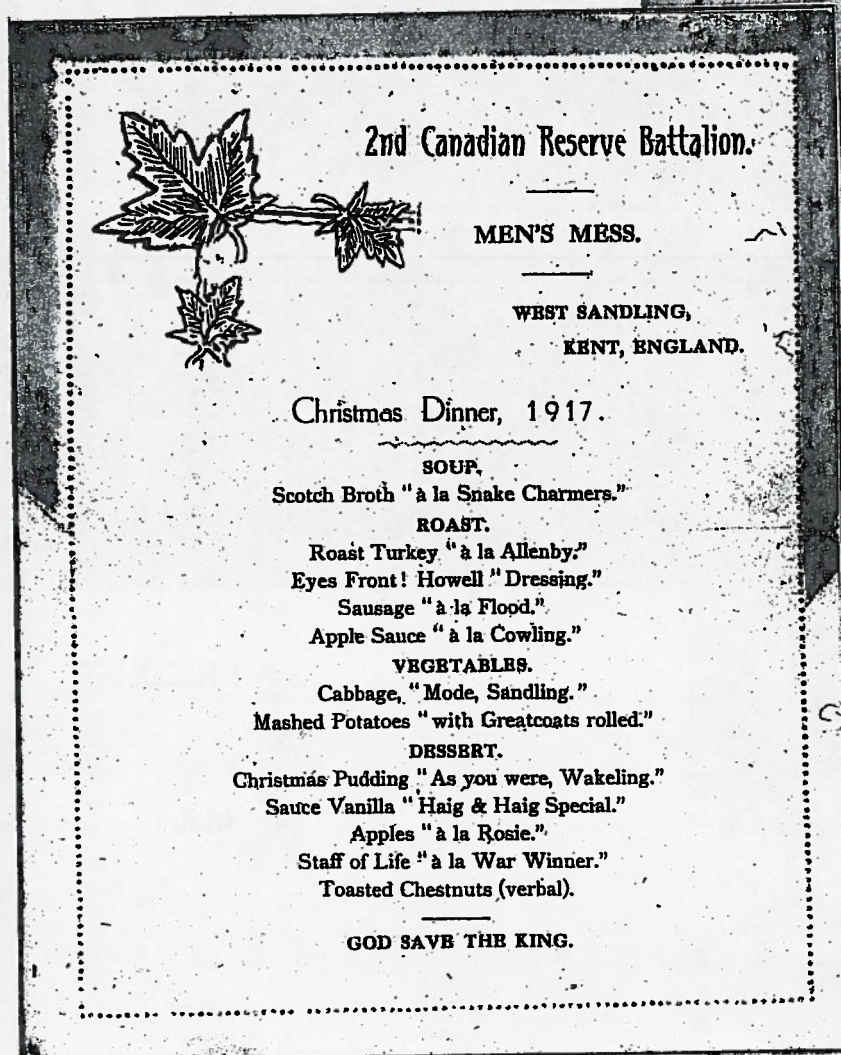 2nd Canadian Reserve Battalion.
MEN'S MESS.
WEST SANDLING,
KENT, ENGLAND.
Christmas Dinner, 1917.
SOUP.
Scotch Broth "à la Snake Charmers."
ROAST.
Roast Turkey "à la Allenby."
Eyes Front! Howell "Dressing."
Sausage "à la Flood."
Apple Sauce "à la Cowling."
VEGETABLES.
Cabbage, "Mode, Sandling."
Mashed Potatoes "with Greatcoats rolled."
DESSERT.
Christmas Pudding "As you were, Wakeling."
Sauce Vanilla "Haig & Haig Special."
Apples "à la Rosie."
Staff of Life "à la War Winner."
Toasted Chestnuts (verbal).
GOD SAVE THE KING.